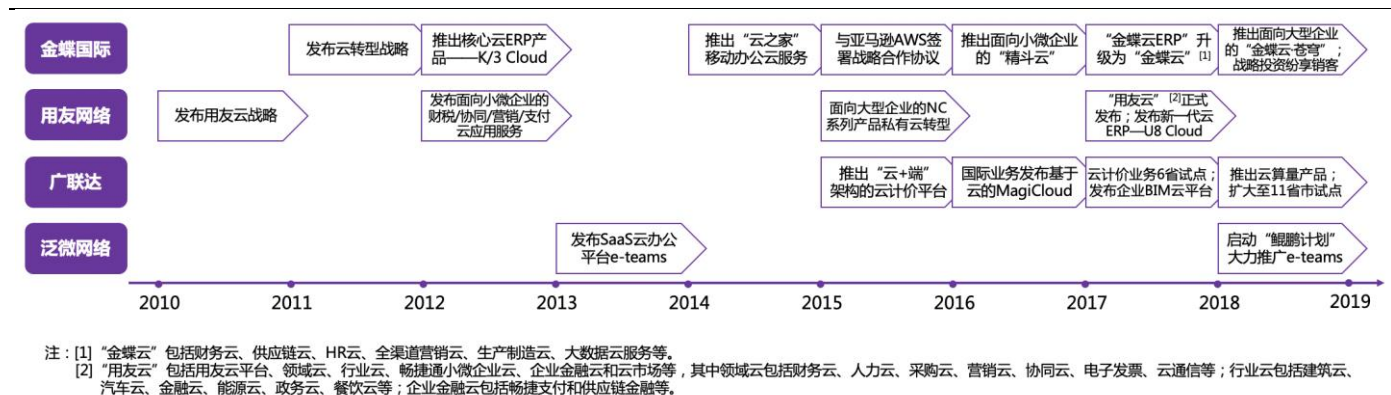 金蝶国际
发布云转型战略
推出核心云ERP产
品——K/3 Cloud
推出“云之家”
移动办公云服务
与亚马逊AWS签
署战略合作协议
推出面向小微企业
的“精斗云”
“金蝶云ERP”升
级为“金蝶云”[1]
推出面向大型企业
的“金蝶云·苍穹”;
战略投资纷享销客
用友网络
发布用友云战略
发布面向小微企业的
财税/协同/营销/支付
云应用服务
面向大型企业的NC
系列产品私有云转型
“用友云”[2]正式
发布;发布新一代云
ERP—U8 Cloud
广联达
推出“云+端”
架构的云计价平台
国际业务发布基于
云的MagiCloud
云计价业务6省试点;
发布企业BIM云平台
推出云算量产品;
扩大至11省市试点
泛微网络
发布SaaS云办公
平台e-teams
启动“鲲鹏计划”
大力推广e-teams
2010 2011 2012 2013 2014 2015 2016 2017 2018 2019
注:[1] “金蝶云”包括财务云、供应链云、HR云、全渠道营销云、生产制造云、大数据云服务等。
[2] “用友云”包括用友云平台、领域云、行业云、畅捷通小微企业云、企业金融云和云市场等,其中领域云包括财务云、人力云、采购云、营销云、协同云、电子发票、云通信等;行业云包括建筑云、
汽车云、金融云、能源云、政务云、餐饮云等;企业金融云包括畅捷支付和供应链金融等。